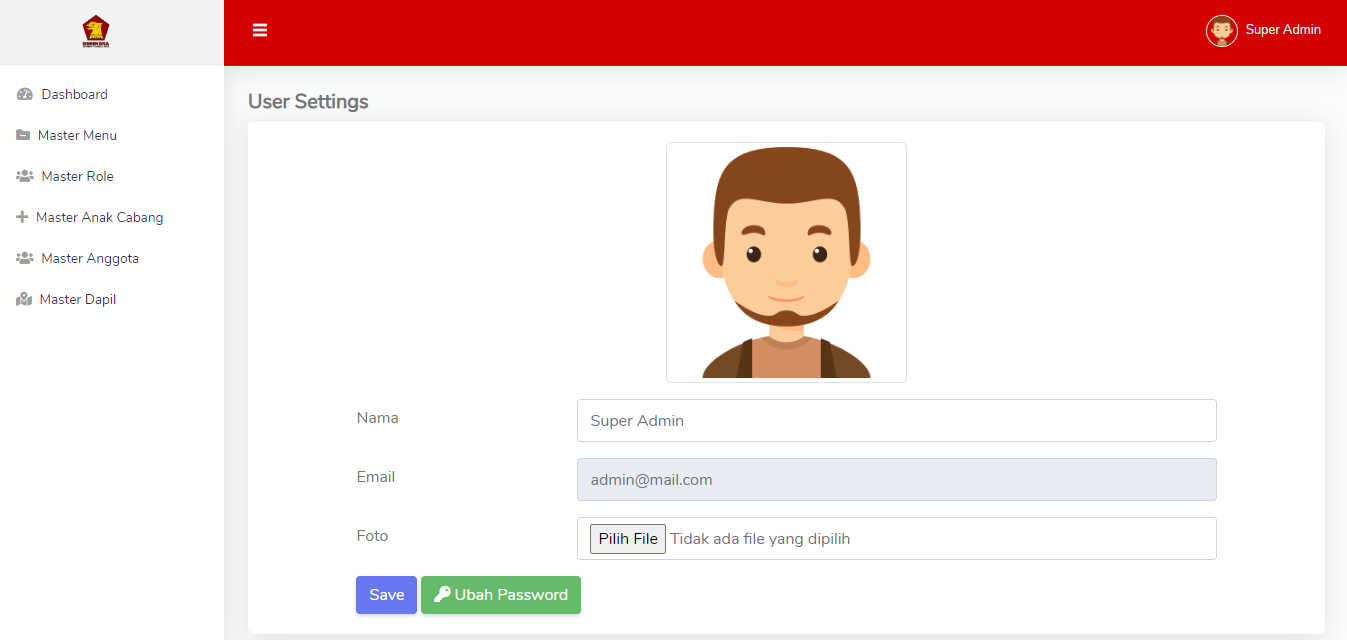 GERINDRA
Super Admin
Dashboard
Master Menu
Master Role
Master Anak Cabang
Master Anggota
Master Dapil
User Settings
Nama
Super Admin
Email
admin@mail.com
Foto
Pilih File Tidak ada file yang dipilih
Save Ubah Password